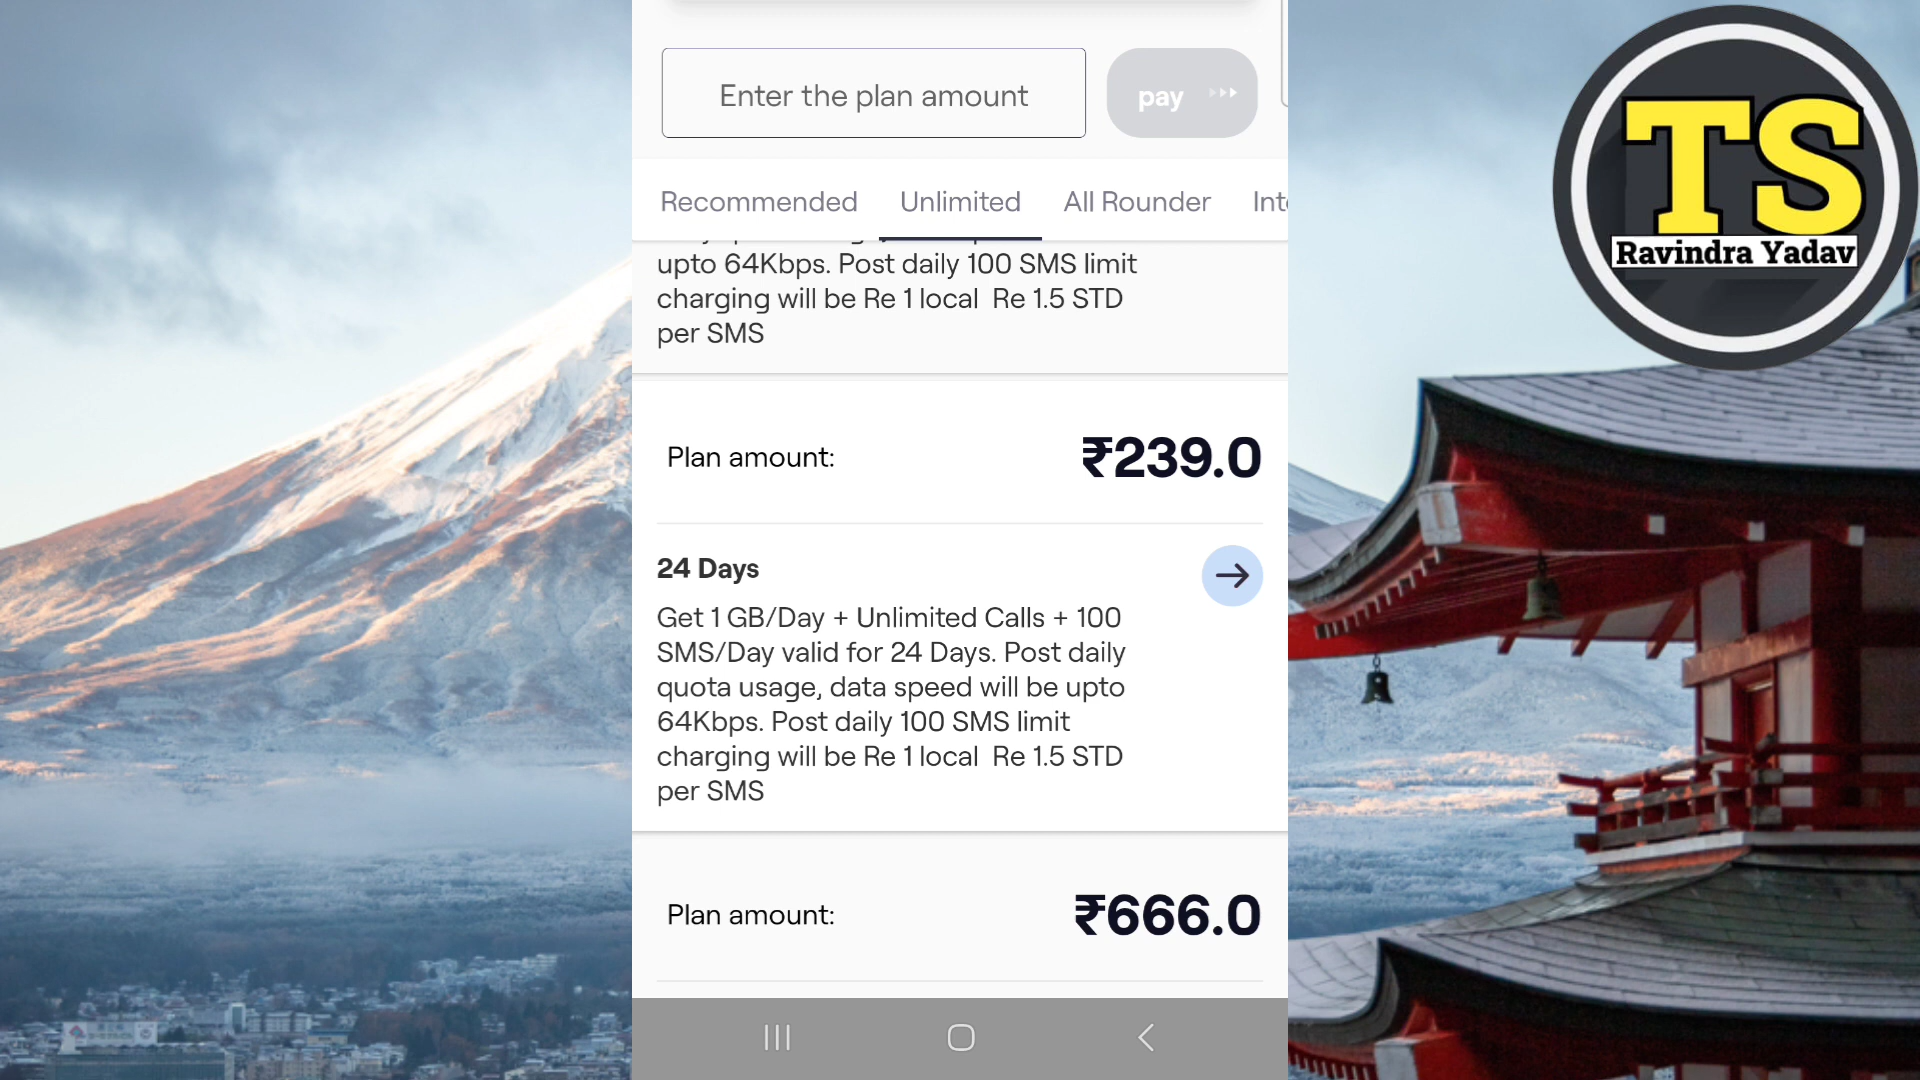 Enter the plan amount
pay
Recommended Unlimited All Rounder
upto 64Kbps. Post daily 100 SMS limit
charging will be Re 1 local  Re 1.5 STD
per SMS
Plan amount: ₹239.0
24 Days
Get 1 GB/Day + Unlimited Calls + 100
SMS/Day valid for 24 Days. Post daily
quota usage, data speed will be upto
64Kbps. Post daily 100 SMS limit
charging will be Re 1 local  Re 1.5 STD
per SMS
Plan amount: ₹666.0
TS
Ravindra Yadav